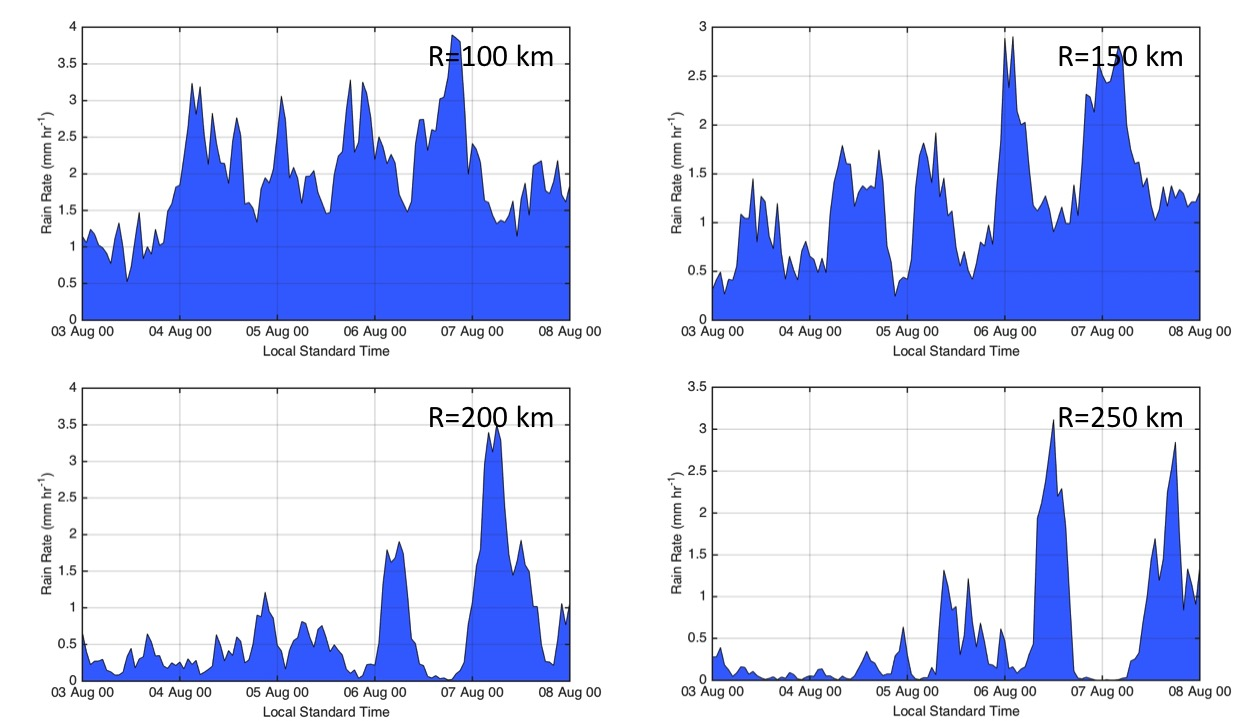 R=100 km
4
3.5
3
2.5
2
1.5
1
0.5
0
Rain Rate (mm hr-1)
03 Aug 00 04 Aug 00 05 Aug 00 06 Aug 00 07 Aug 00 08 Aug 00
Local Standard Time
R=150 km
3
2.5
2
1.5
1
0.5
0
Rain Rate (mm hr-1)
03 Aug 00 04 Aug 00 05 Aug 00 06 Aug 00 07 Aug 00 08 Aug 00
Local Standard Time
R=200 km
4
3.5
3
2.5
2
1.5
1
0.5
0
Rain Rate (mm hr-1)
03 Aug 00 04 Aug 00 05 Aug 00 06 Aug 00 07 Aug 00 08 Aug 00
Local Standard Time
R=250 km
3.5
3
2.5
2
1.5
1
0.5
0
Rain Rate (mm hr-1)
03 Aug 00 04 Aug 00 05 Aug 00 06 Aug 00 07 Aug 00 08 Aug 00
Local Standard Time